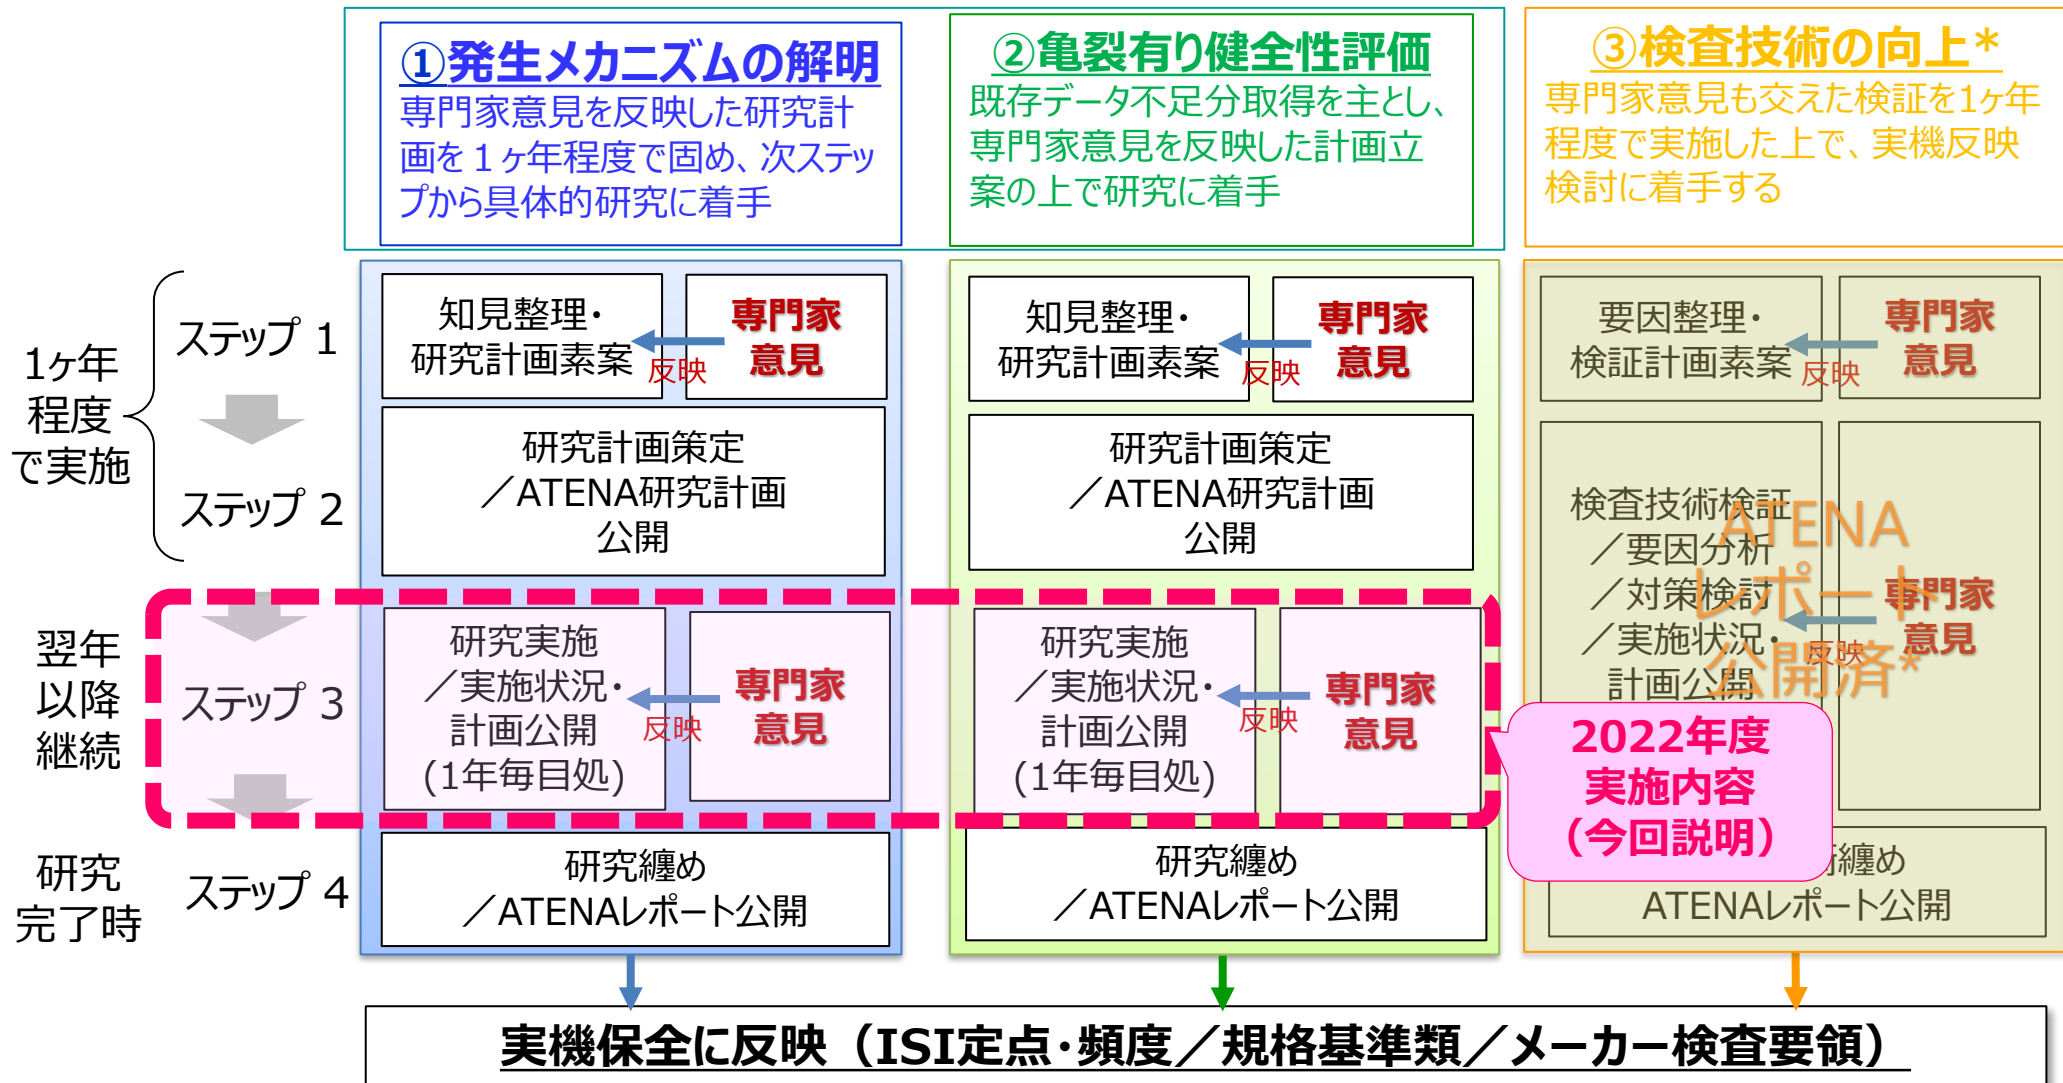 ①発生メカニズムの解明
専門家意見を反映した研究計
画を１ヶ年程度で固め、次ステッ
プから具体的研究に着手
②亀裂有り健全性評価
既存データ不足分取得を主とし、
専門家意見を反映した計画立
案の上で研究に着手
③検査技術の向上*
専門家意見も交えた検証を1ヶ年
程度で実施した上で、実機反映
検討に着手する
1ヶ年
程度
で実施
ステップ 1
知見整理・
研究計画素案
反映
専門家
意見
知見整理・
研究計画素案
反映
専門家
意見
要因整理・
検証計画素案
反映
専門家
意見
ステップ 2
研究計画策定
／ATENA研究計画
公開
研究計画策定
／ATENA研究計画
公開
検査技術検証
／要因分析
／対策検討
／実施状況・
計画公開
反映
専門家
意見
ATENA
レポート
公開済*
翌年
以降
継続
ステップ 3
研究実施
／実施状況・
計画公開
(1年毎目処)
反映
専門家
意見
研究実施
／実施状況・
計画公開
(1年毎目処)
反映
専門家
意見
2022年度
実施内容
（今回説明）
研究
完了時
ステップ 4
研究纏め
／ATENAレポート公開
研究纏め
／ATENAレポート公開
纏め
ATENAレポート公開
実機保全に反映（ISI定点・頻度／規格基準類／メーカー検査要領）